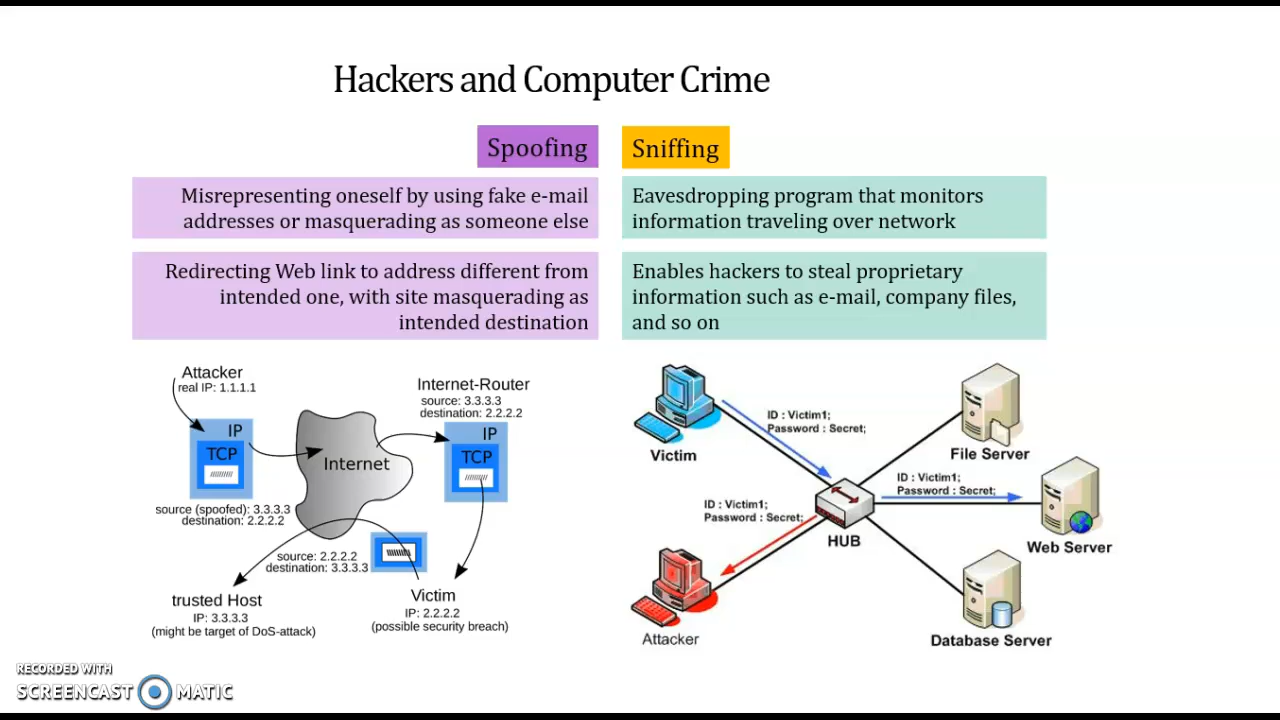 Hackers and Computer Crime
Spoofing
Misrepresenting oneself by using fake e-mail
addresses or masquerading as someone else
Redirecting Web link to address different from
intended one, with site masquerading as
intended destination
Sniffing
Eavesdropping program that monitors
information traveling over network
Enables hackers to steal proprietary
information such as e-mail, company files,
and so on
Attacker
real IP: 1.1.1.1
IP
TCP
source (spoofed): 3.3.3.3
destination: 2.2.2.2
Internet
Internet-Router
source: 3.3.3.3
destination: 2.2.2.2
IP
TCP
source: 2.2.2.2
destination: 3.3.3.3
trusted Host
IP: 3.3.3.3
(might be target of DoS-attack)
Victim
IP: 2.2.2.2
(possible security breach)
Victim
ID : Victim1;
Password : Secret;
File Server
ID : Victim1;
Password : Secret;
ID : Victim1;
Password : Secret;
HUB
Web Server
Attacker
Database Server
RECORDED WITH
SCREENCAST MATIC